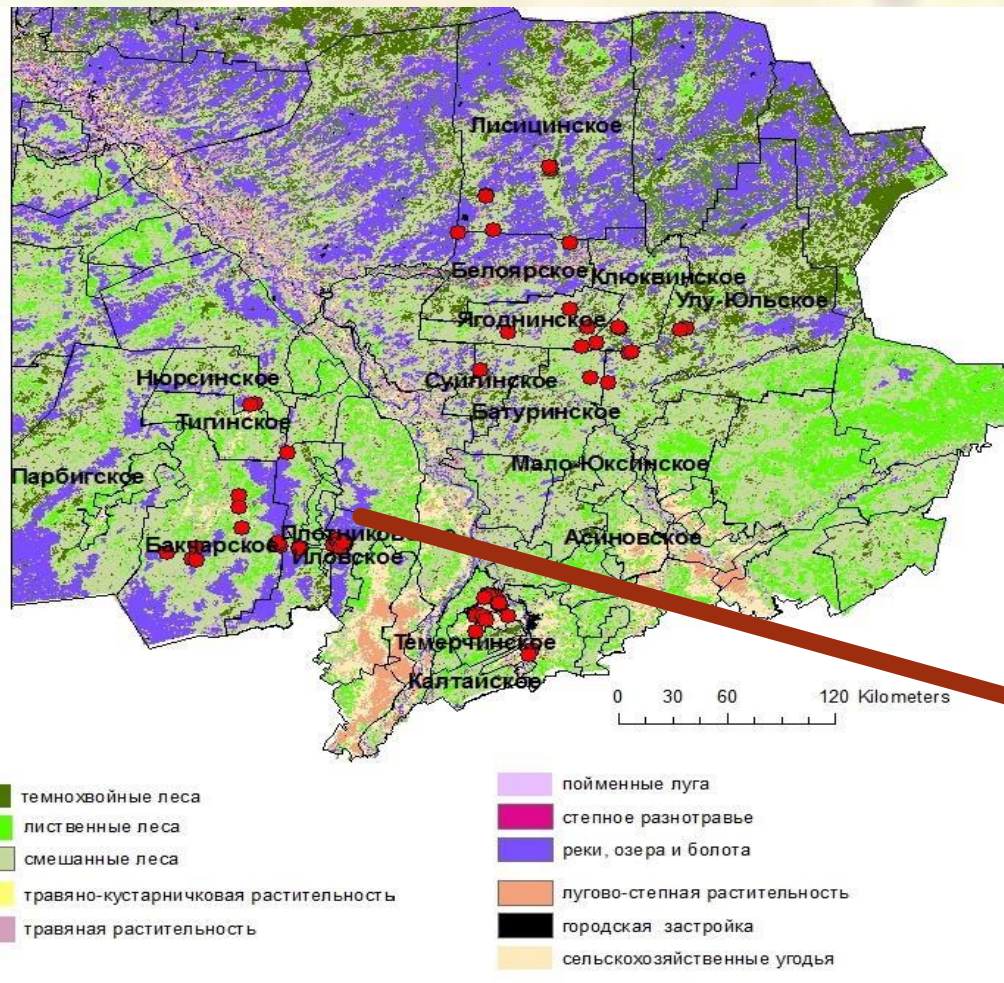 Лисицинское
Белоярское Клюквинское
Улу-Юльское
Ягоднинское
Нюрсинское
Суйгинское
Тигинское
Батуринское
Парбигское
Мало-Юксинское
Бакчарское
Асиновское
Иловское
Темерчинское
Калтайское
0 30 60 120 Kilometers
темнохвойные леса
лиственные леса
смешанные леса
травяно-кустарничковая растительность
травяная растительность
пойменные луга
степное разнотравье
реки, озера и болота
лугово-степная растительность
городская застройка
сельскохозяйственные угодья